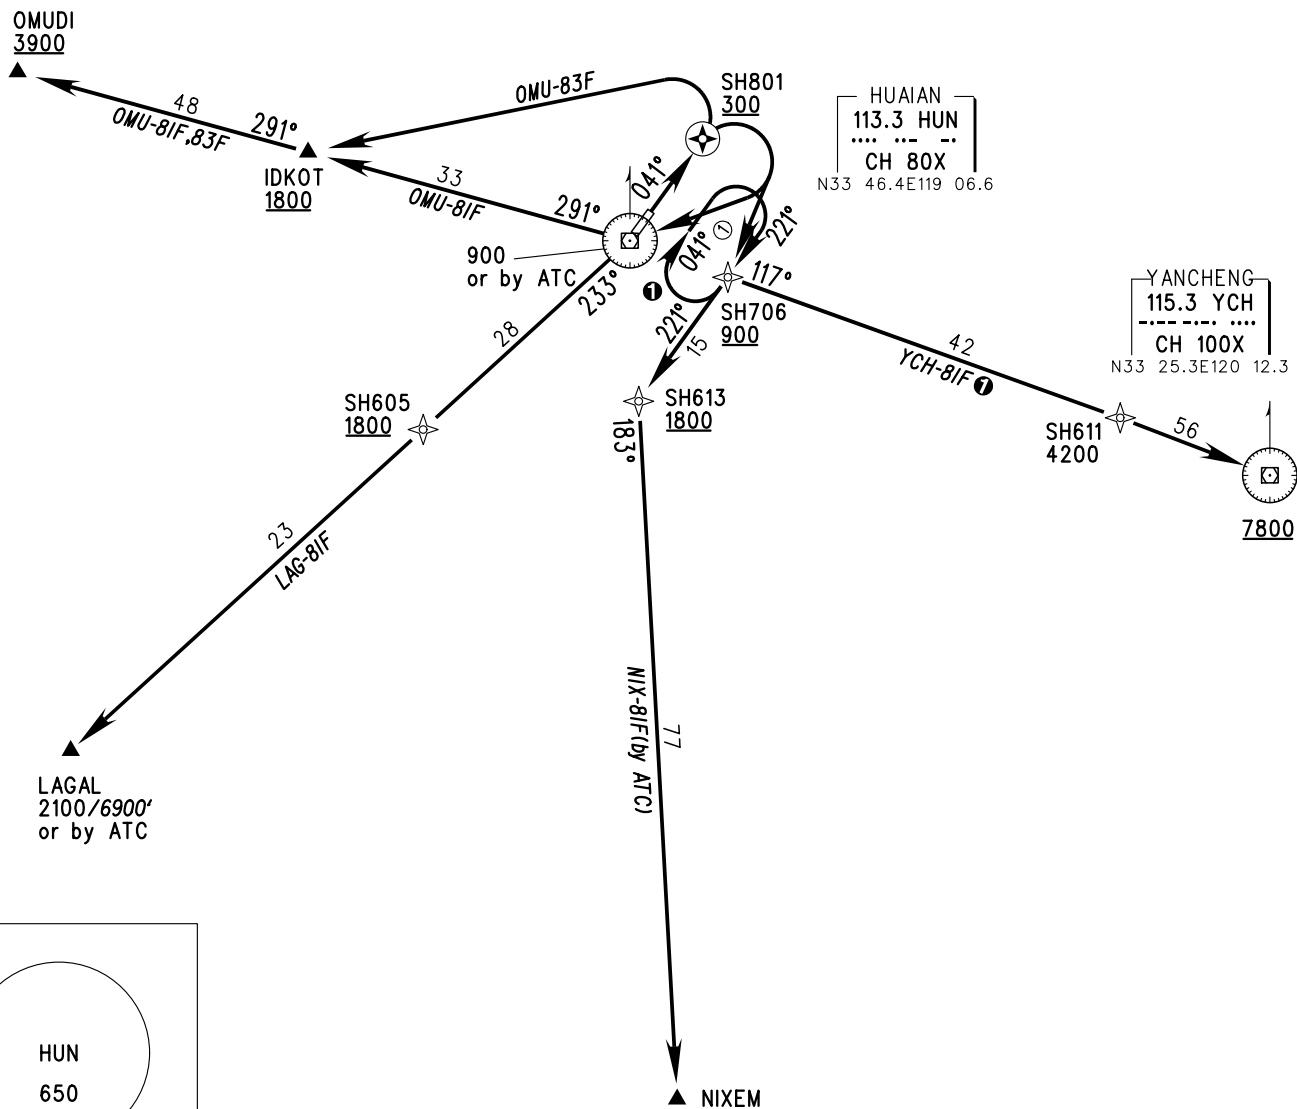 OMUDI
3900
48
OMU-81F,83F
291°
OMU-83F
SH801
300
HUAIAN
113.3 HUN
CH 80X
N33 46.4E119 06.6
IDKOT
1800
33
OMU-81F
291°
041°
900
or by ATC
233°
041°
1
221°
1
117°
SH706
900
221°
15
YANCHENG
115.3 YCH
CH 100X
N33 25.3E120 12.3
28
42
YCH-81F 1
SH605
1800
SH613
1800
183°
SH611
4200
56
7800
23
LAG-81F
NIX-81F(by ATC)
77
LAGAL
2100/6900'
or by ATC
HUN
650
NIXEM